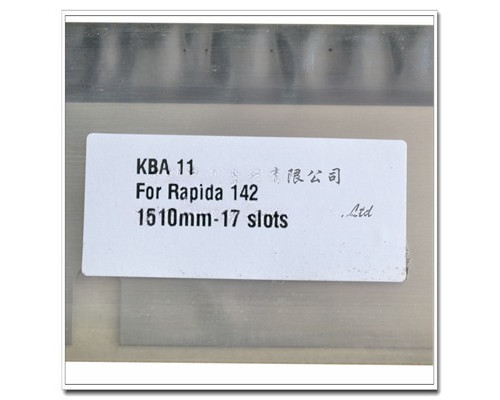 KBA 11
有限公司
For Rapida 142
.Ltd
1510mm-17 slots